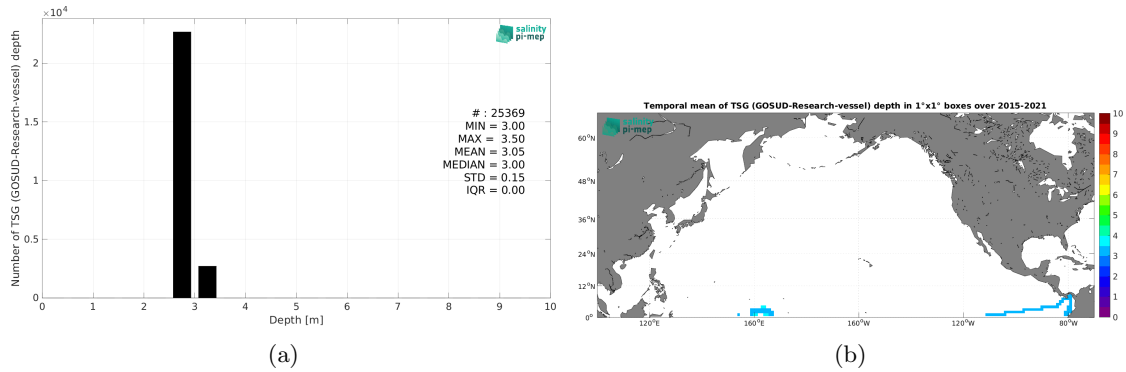 ×10⁴
2
1.5
1
0.5
0
Number of TSG (GOSUD-Research-vessel) depth
salinity
pi-mep
# : 25369
MIN = 3.00
MAX = 3.50
MEAN = 3.05
MEDIAN = 3.00
STD = 0.15
IQR = 0.00
0 1 2 3 4 5 6 7 8 9 10
Depth [m]
(a)
Temporal mean of TSG (GOSUD-Research-vessel) depth in 1°x1° boxes over 2015-2021
salinity
pi-mep
60°N
48°N
36°N
24°N
12°N
0°
120°E 160°E 160°W 120°W 80°W
10
9
8
7
6
5
4
3
2
1
0
(b)